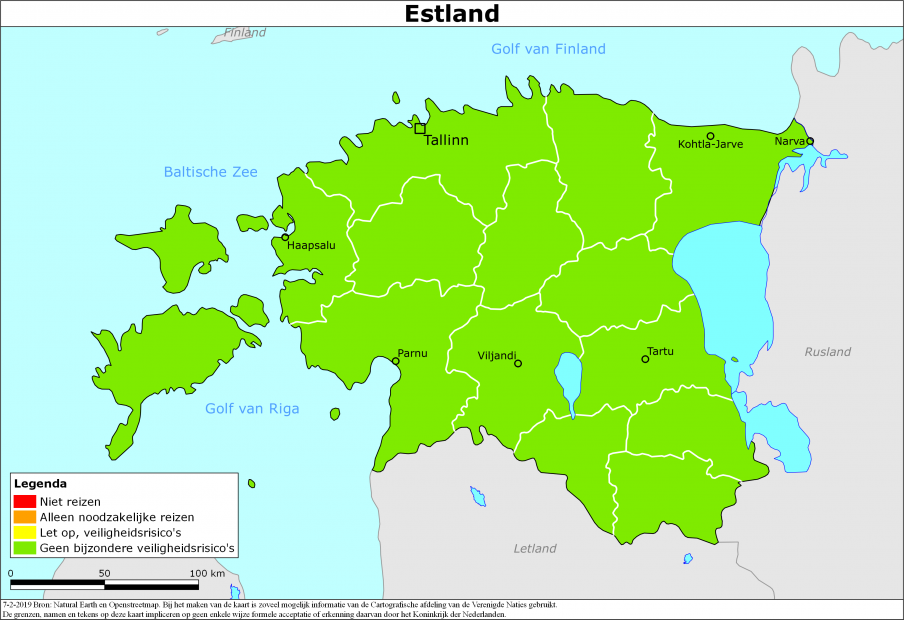 Estland
Finland
Golf van Finland
Tallinn
Kohtla-Jarve
Narva
Baltische Zee
Haapsalu
Parnu
Viljandi
Tartu
Rusland
Golf van Riga
Legenda
Niet reizen
Alleen noodzakelijke reizen
Let op, veiligheidsrisico's
Geen bijzondere veiligheidsrisico's
Letland
0 50 100 km
7-2-2019 Bron: Natural Earth en Openstreetmap. Bij het maken van de kaart is zoveel mogelijk informatie van de Cartografische afdeling van de Verenigde Naties gebruikt.
De grenzen, namen en tekens op deze kaart impliceren op geen enkele wijze formele acceptatie of erkenning daarvan door het Koninkrijk der Nederlanden.